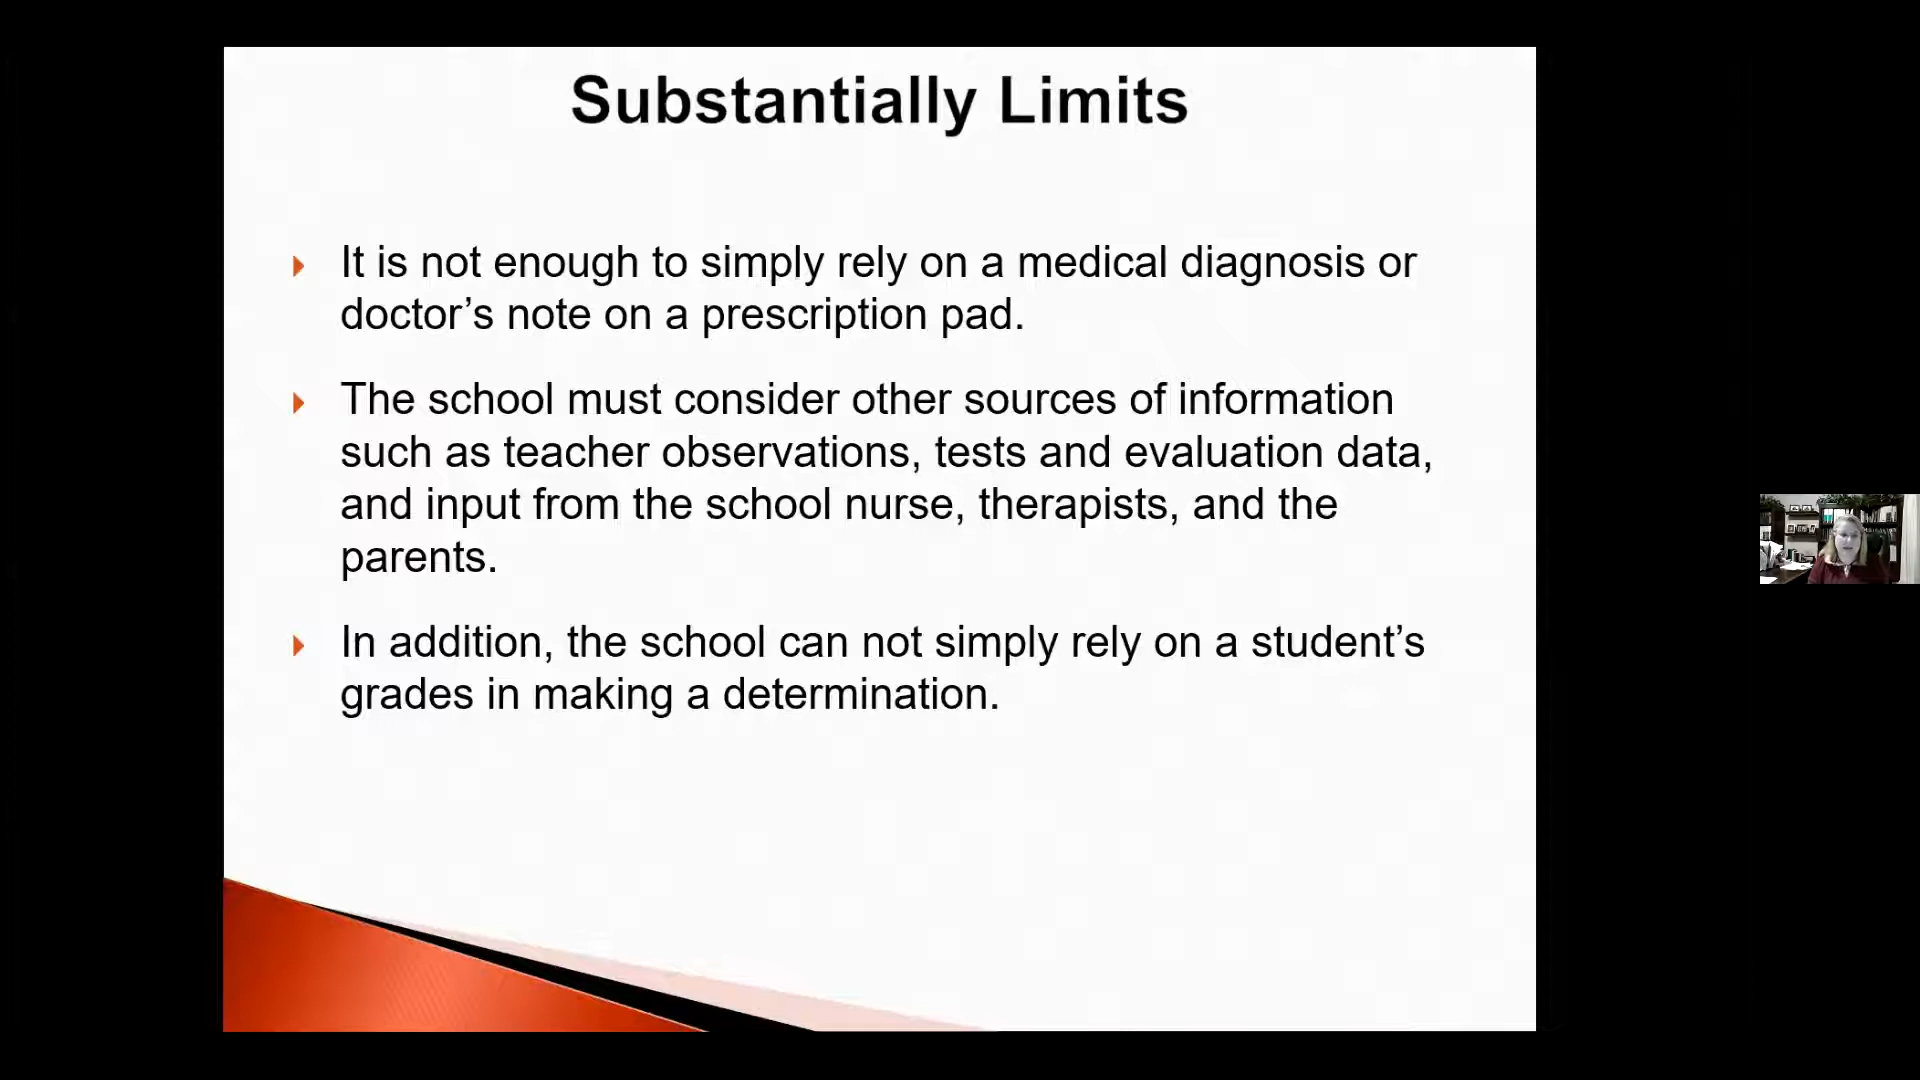 Substantially Limits
It is not enough to simply rely on a medical diagnosis or
doctor’s note on a prescription pad.
The school must consider other sources of information
such as teacher observations, tests and evaluation data,
and input from the school nurse, therapists, and the
parents.
In addition, the school can not simply rely on a student’s
grades in making a determination.